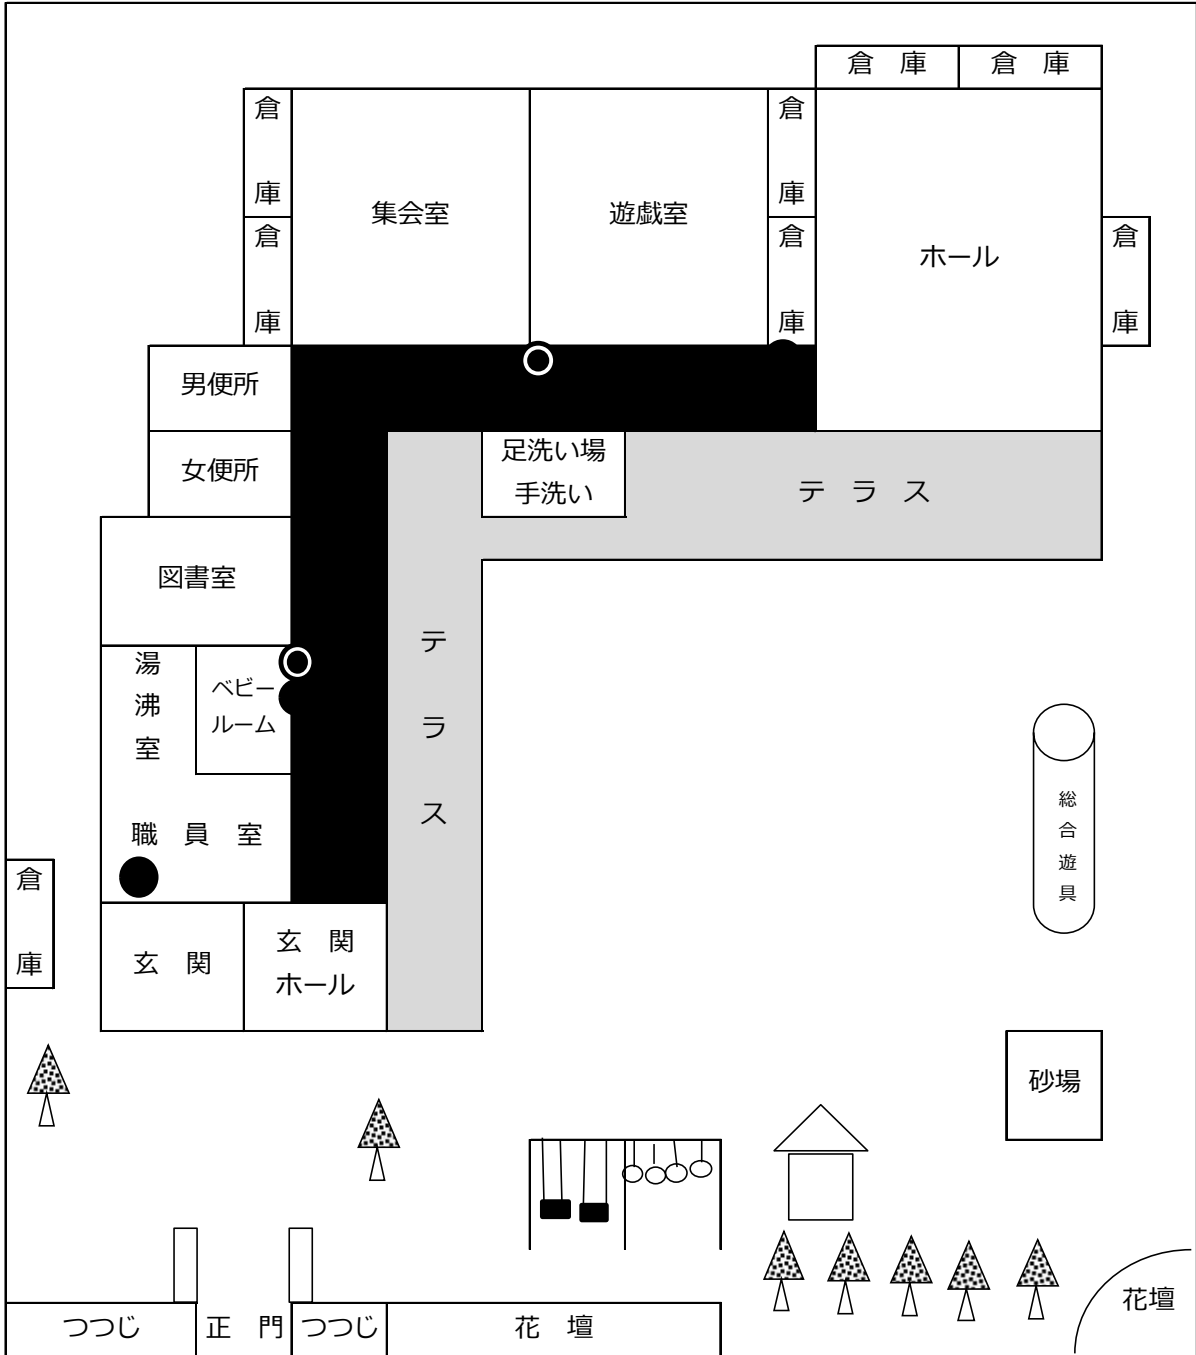 倉　庫
倉　庫
倉
庫
集会室
遊戯室
倉
庫
倉
庫
倉
庫
ホール
倉
庫
男便所
女便所
足洗い場
手洗い
テ　ラ　ス
図書室
テ
ラ
ス
湯
沸
室
ベビー
ルーム
総
合
遊
具
職　員　室
倉
庫
玄　関
玄　関
ホール
砂場
つつじ
正　門
つつじ
花　壇
花壇